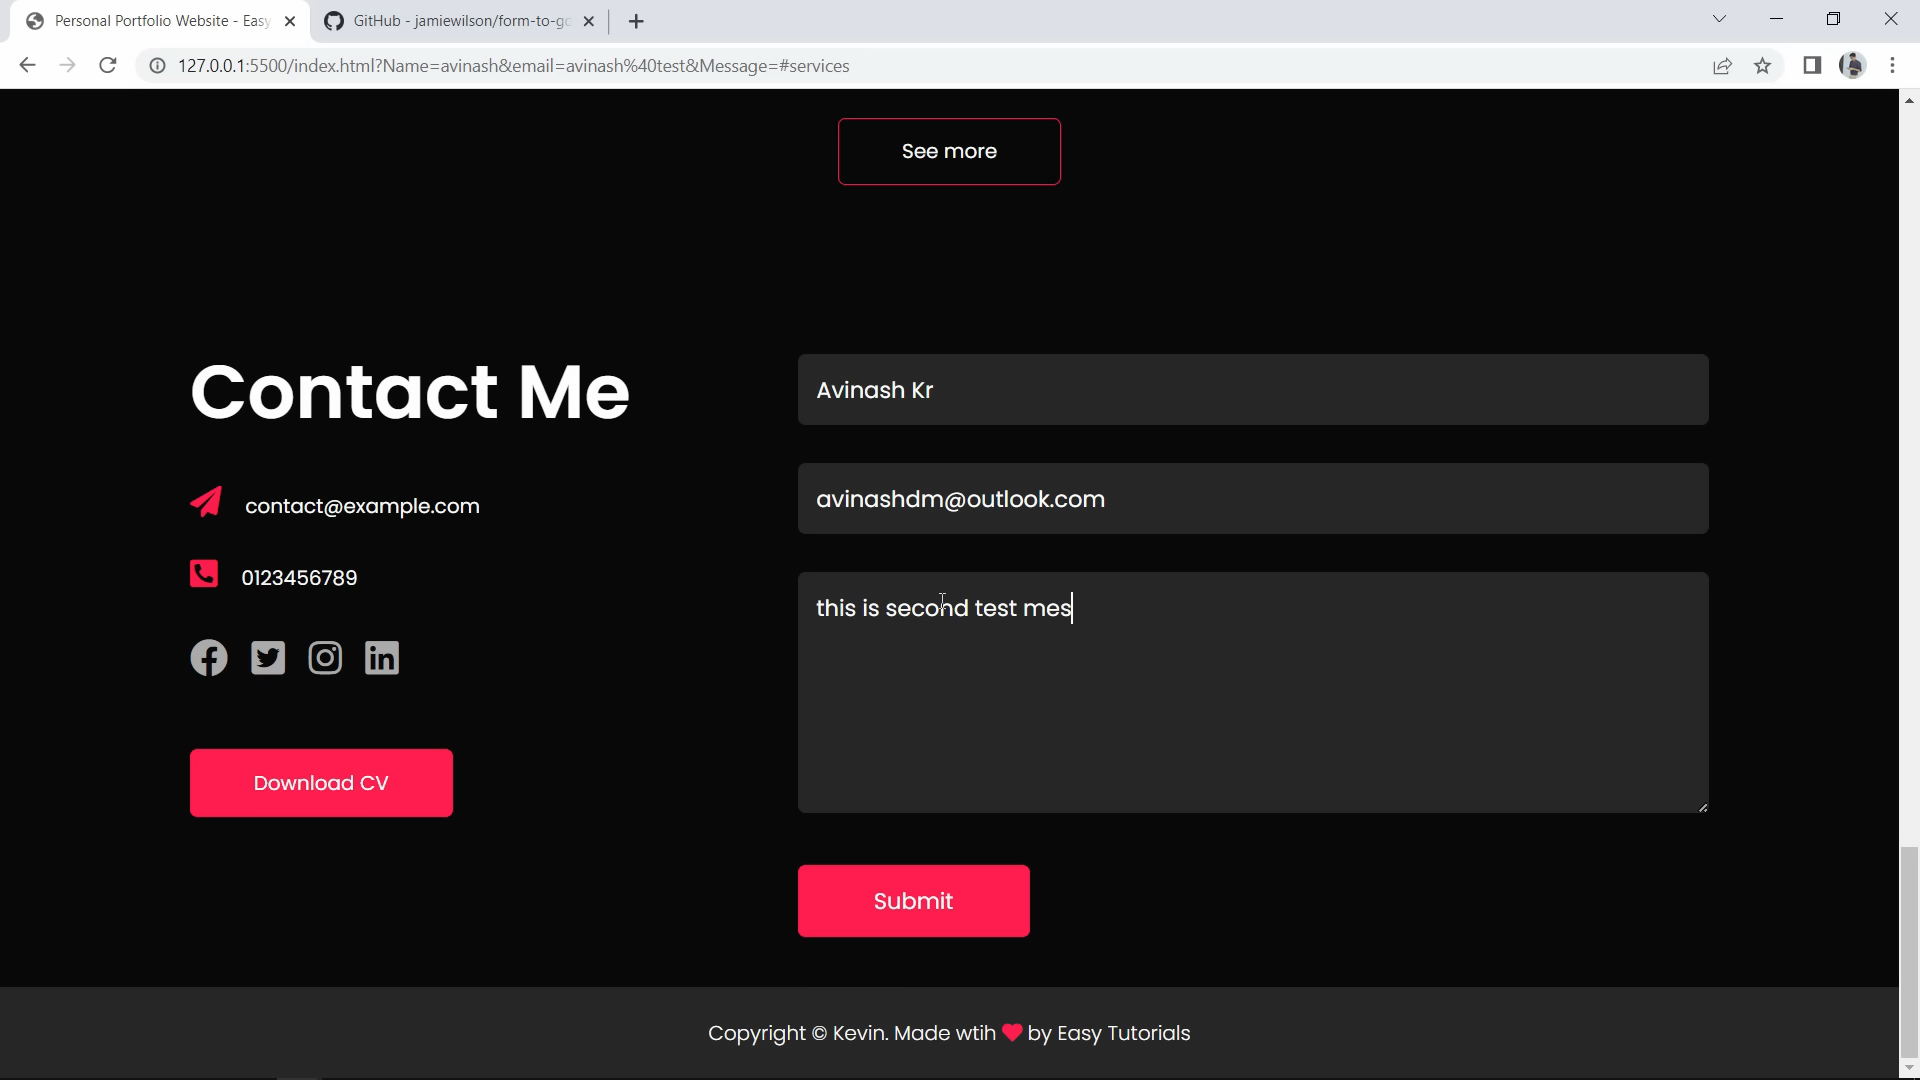 Personal Portfolio Website - Easy
GitHub - jamiewilson/form-to-go
127.0.0.1:5500/index.html?Name=avinash&email=avinash%40test&Message=#services
See more
Contact Me
contact@example.com
0123456789
Download CV
Avinash Kr
avinashdm@outlook.com
this is second test mes
Submit
Copyright © Kevin. Made wtih ❤ by Easy Tutorials